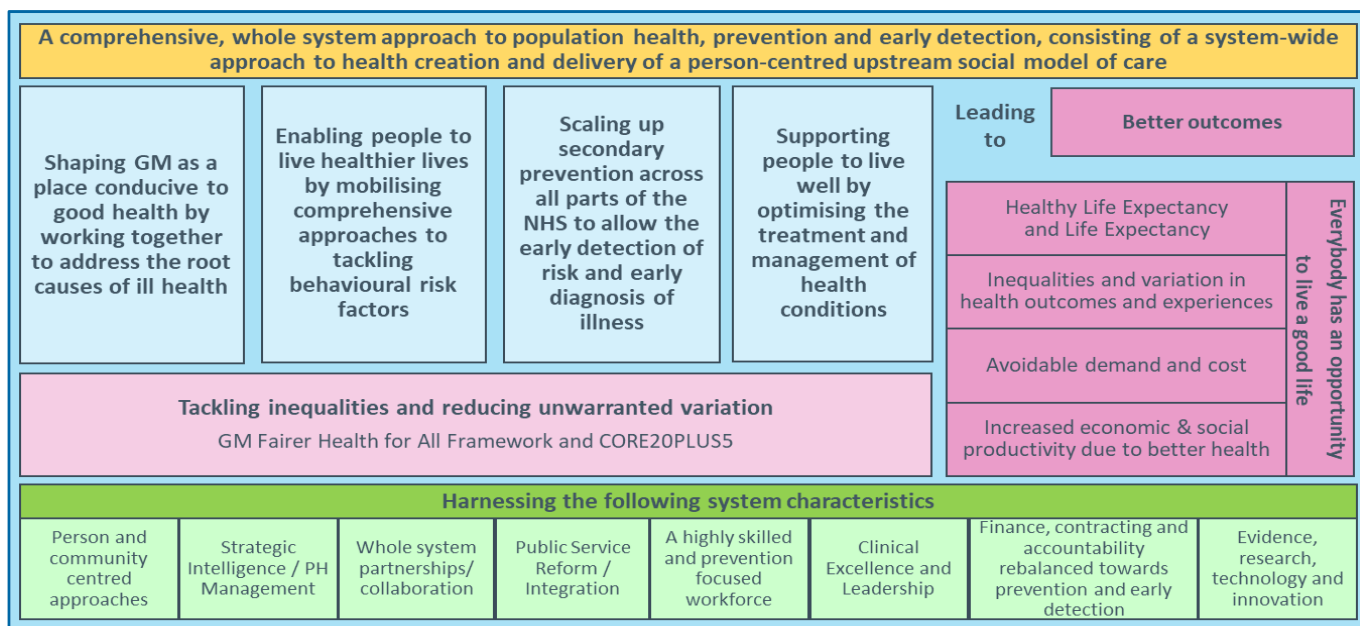 A comprehensive, whole system approach to population health, prevention and early detection, consisting of a system-wide
approach to health creation and delivery of a person-centred upstream social model of care
Shaping GM as a
place conducive to
good health by
working together
to address the root
causes of ill health
Enabling people to
live healthier lives
by mobilising
comprehensive
approaches to
tackling
behavioural risk
factors
Scaling up
secondary
prevention across
all parts of the
NHS to allow the
early detection of
risk and early
diagnosis of
illness
Supporting
people to live
well by
optimising the
treatment and
management of
health
conditions
Leading
to
Better outcomes
Healthy Life Expectancy
and Life Expectancy
Inequalities and variation in
health outcomes and experiences
Avoidable demand and cost
Increased economic & social
productivity due to better health
Everybody has an opportunity
to live a good life
Tackling inequalities and reducing unwarranted variation
GM Fairer Health for All Framework and CORE20PLUS5
Harnessing the following system characteristics
Person and
community
centred
approaches
Strategic
Intelligence / PH
Management
Whole system
partnerships/
collaboration
Public Service
Reform /
Integration
A highly skilled
and prevention
focused
workforce
Clinical
Excellence and
Leadership
Finance, contracting and
accountability
rebalanced towards
prevention and early
detection
Evidence,
research,
technology and
innovation